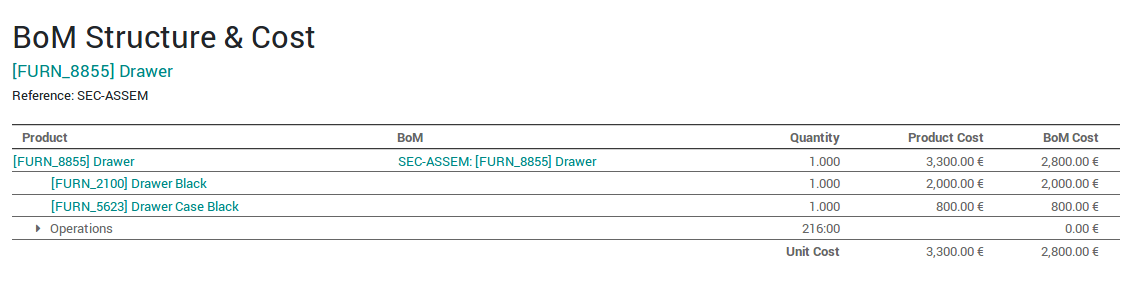 BoM Structure & Cost
[FURN_8855] Drawer
Reference: SEC-ASSEM
Product BoM Quantity Product Cost BoM Cost
[FURN_8855] Drawer SEC-ASSEM: [FURN_8855] Drawer 1.000 3,300.00 € 2,800.00 €
[FURN_2100] Drawer Black 1.000 2,000.00 € 2,000.00 €
[FURN_5623] Drawer Case Black 1.000 800.00 € 800.00 €
Operations 216:00 0.00 €
Unit Cost 3,300.00 € 2,800.00 €